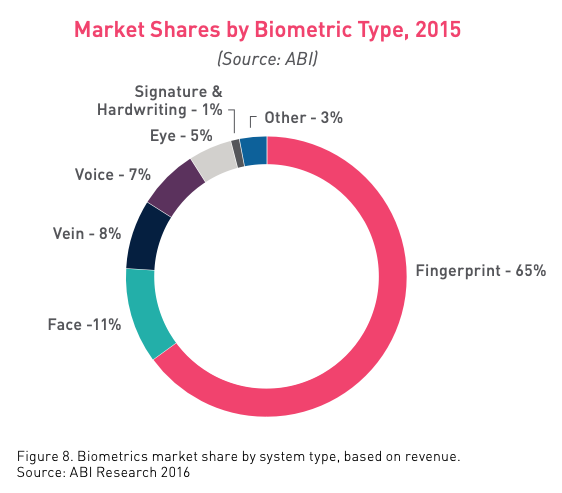 Market Shares by Biometric Type, 2015
(Source: ABI)
Signature &
Hardwriting - 1%
Other - 3%
Eye - 5%
Voice - 7%
Vein - 8%
Fingerprint - 65%
Face -11%
Figure 8. Biometrics market share by system type, based on revenue.
Source: ABI Research 2016